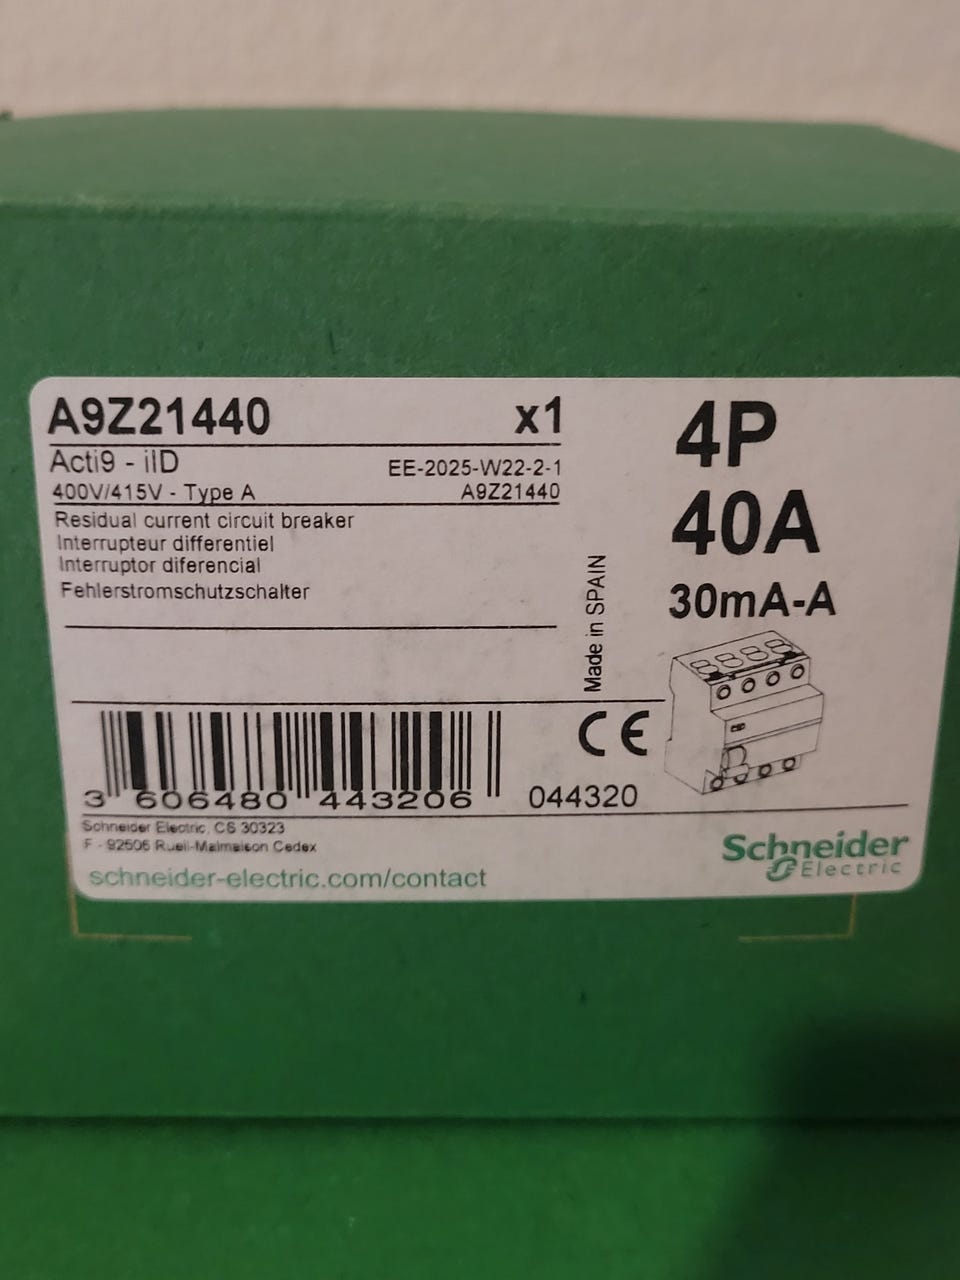 A9Z21440 x1
Acti9 - iID EE-2025-W22-2-1
400V/415V - Type A A9Z21440
Residual current circuit breaker
Interrupteur differentiel
Interruptor diferencial
Fehlerstromschutzschalter
4P
40A
30mA-A
Made in SPAIN
CE
3 606480 443206 044320
Schneider Electric, CS 30323
F - 92506 Rueil-Malmaison Cedex
schneider-electric.com/contact
Schneider
Electric